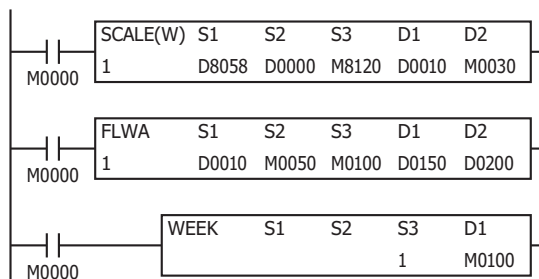 SCALE(W) S1 S2 S3 D1 D2
1 D8058 D0000 M8120 D0010 M0030
M0000
FLWA S1 S2 S3 D1 D2
1 D0010 M0050 M0100 D0150 D0200
M0000
WEEK S1 S2 S3 D1
1 M0100
M0000